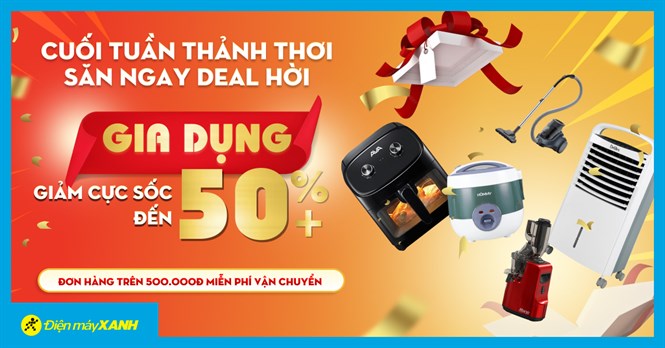 CUỐI TUẦN THẢNH THƠI
SĂN NGAY DEAL HỜI
GIA DỤNG
GIẢM CỰC SỐC
ĐẾN
50%+
ĐƠN HÀNG TRÊN 500.000Đ MIỄN PHÍ VẬN CHUYỂN
Điện máy XANH
AVA